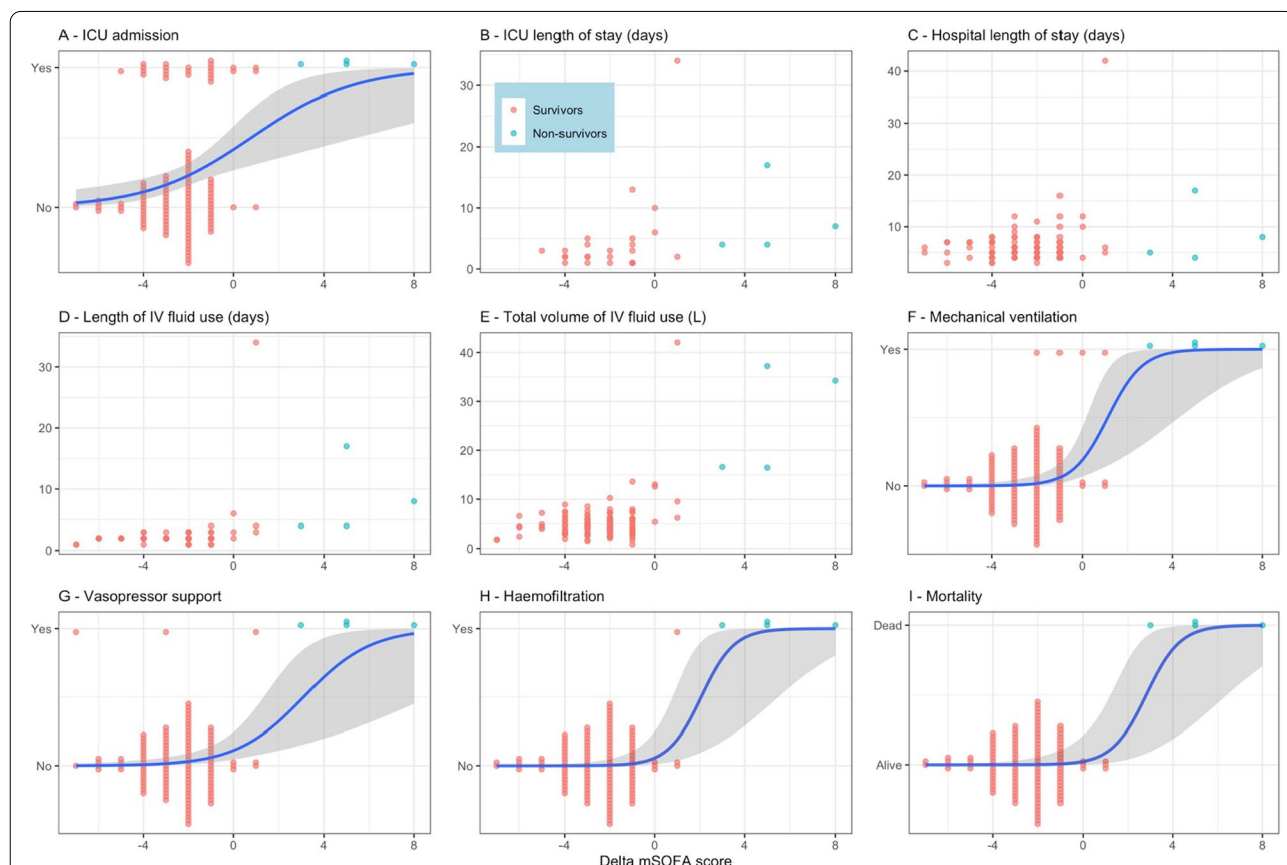 A - ICU admission
Yes
No
-4 0 4 8
B - ICU length of stay (days)
30
20
10
0
Survivors
Non-survivors
-4 0 4 8
C - Hospital length of stay (days)
40
30
20
10
-4 0 4 8
D - Length of IV fluid use (days)
30
20
10
0
-4 0 4 8
E - Total volume of IV fluid use (L)
40
30
20
10
0
-4 0 4 8
F - Mechanical ventilation
Yes
No
-4 0 4 8
G - Vasopressor support
Yes
No
-4 0 4 8
H - Haemofiltration
Yes
No
-4 0 4 8
I - Mortality
Dead
Alive
-4 0 4 8
Delta mSOFA score